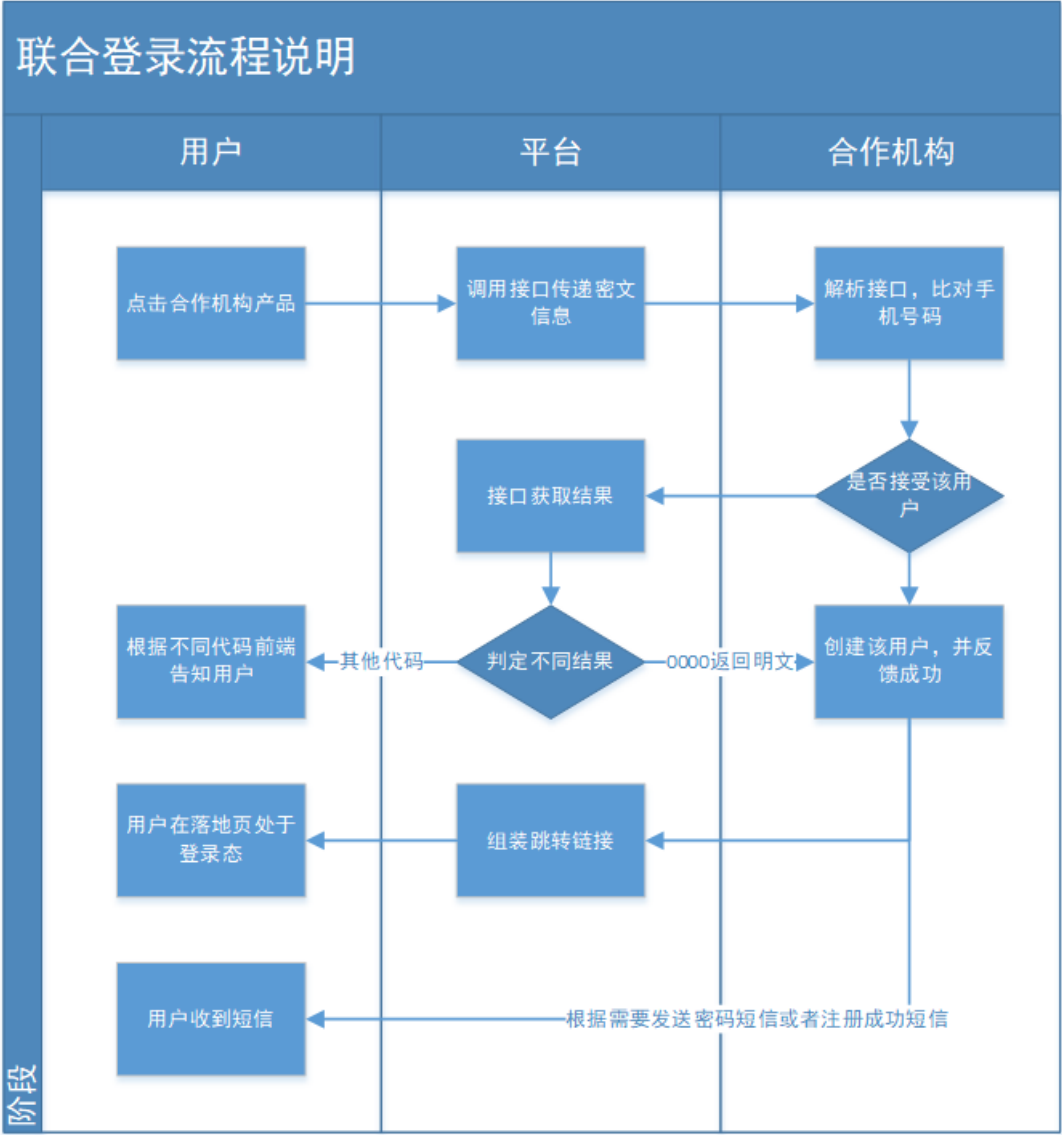 联合登录流程说明
用户
平台
合作机构
点击合作机构产品
调用接口传递密文
信息
解析接口，比对手
机号码
接口获取结果
是否接受该用
户
根据不同代码前端
告知用户
其他代码
判定不同结果
0000返回明文
创建该用户，并反
馈成功
用户在落地页处于
登录态
组装跳转链接
用户收到短信
根据需要发送密码短信或者注册成功短信
阶段